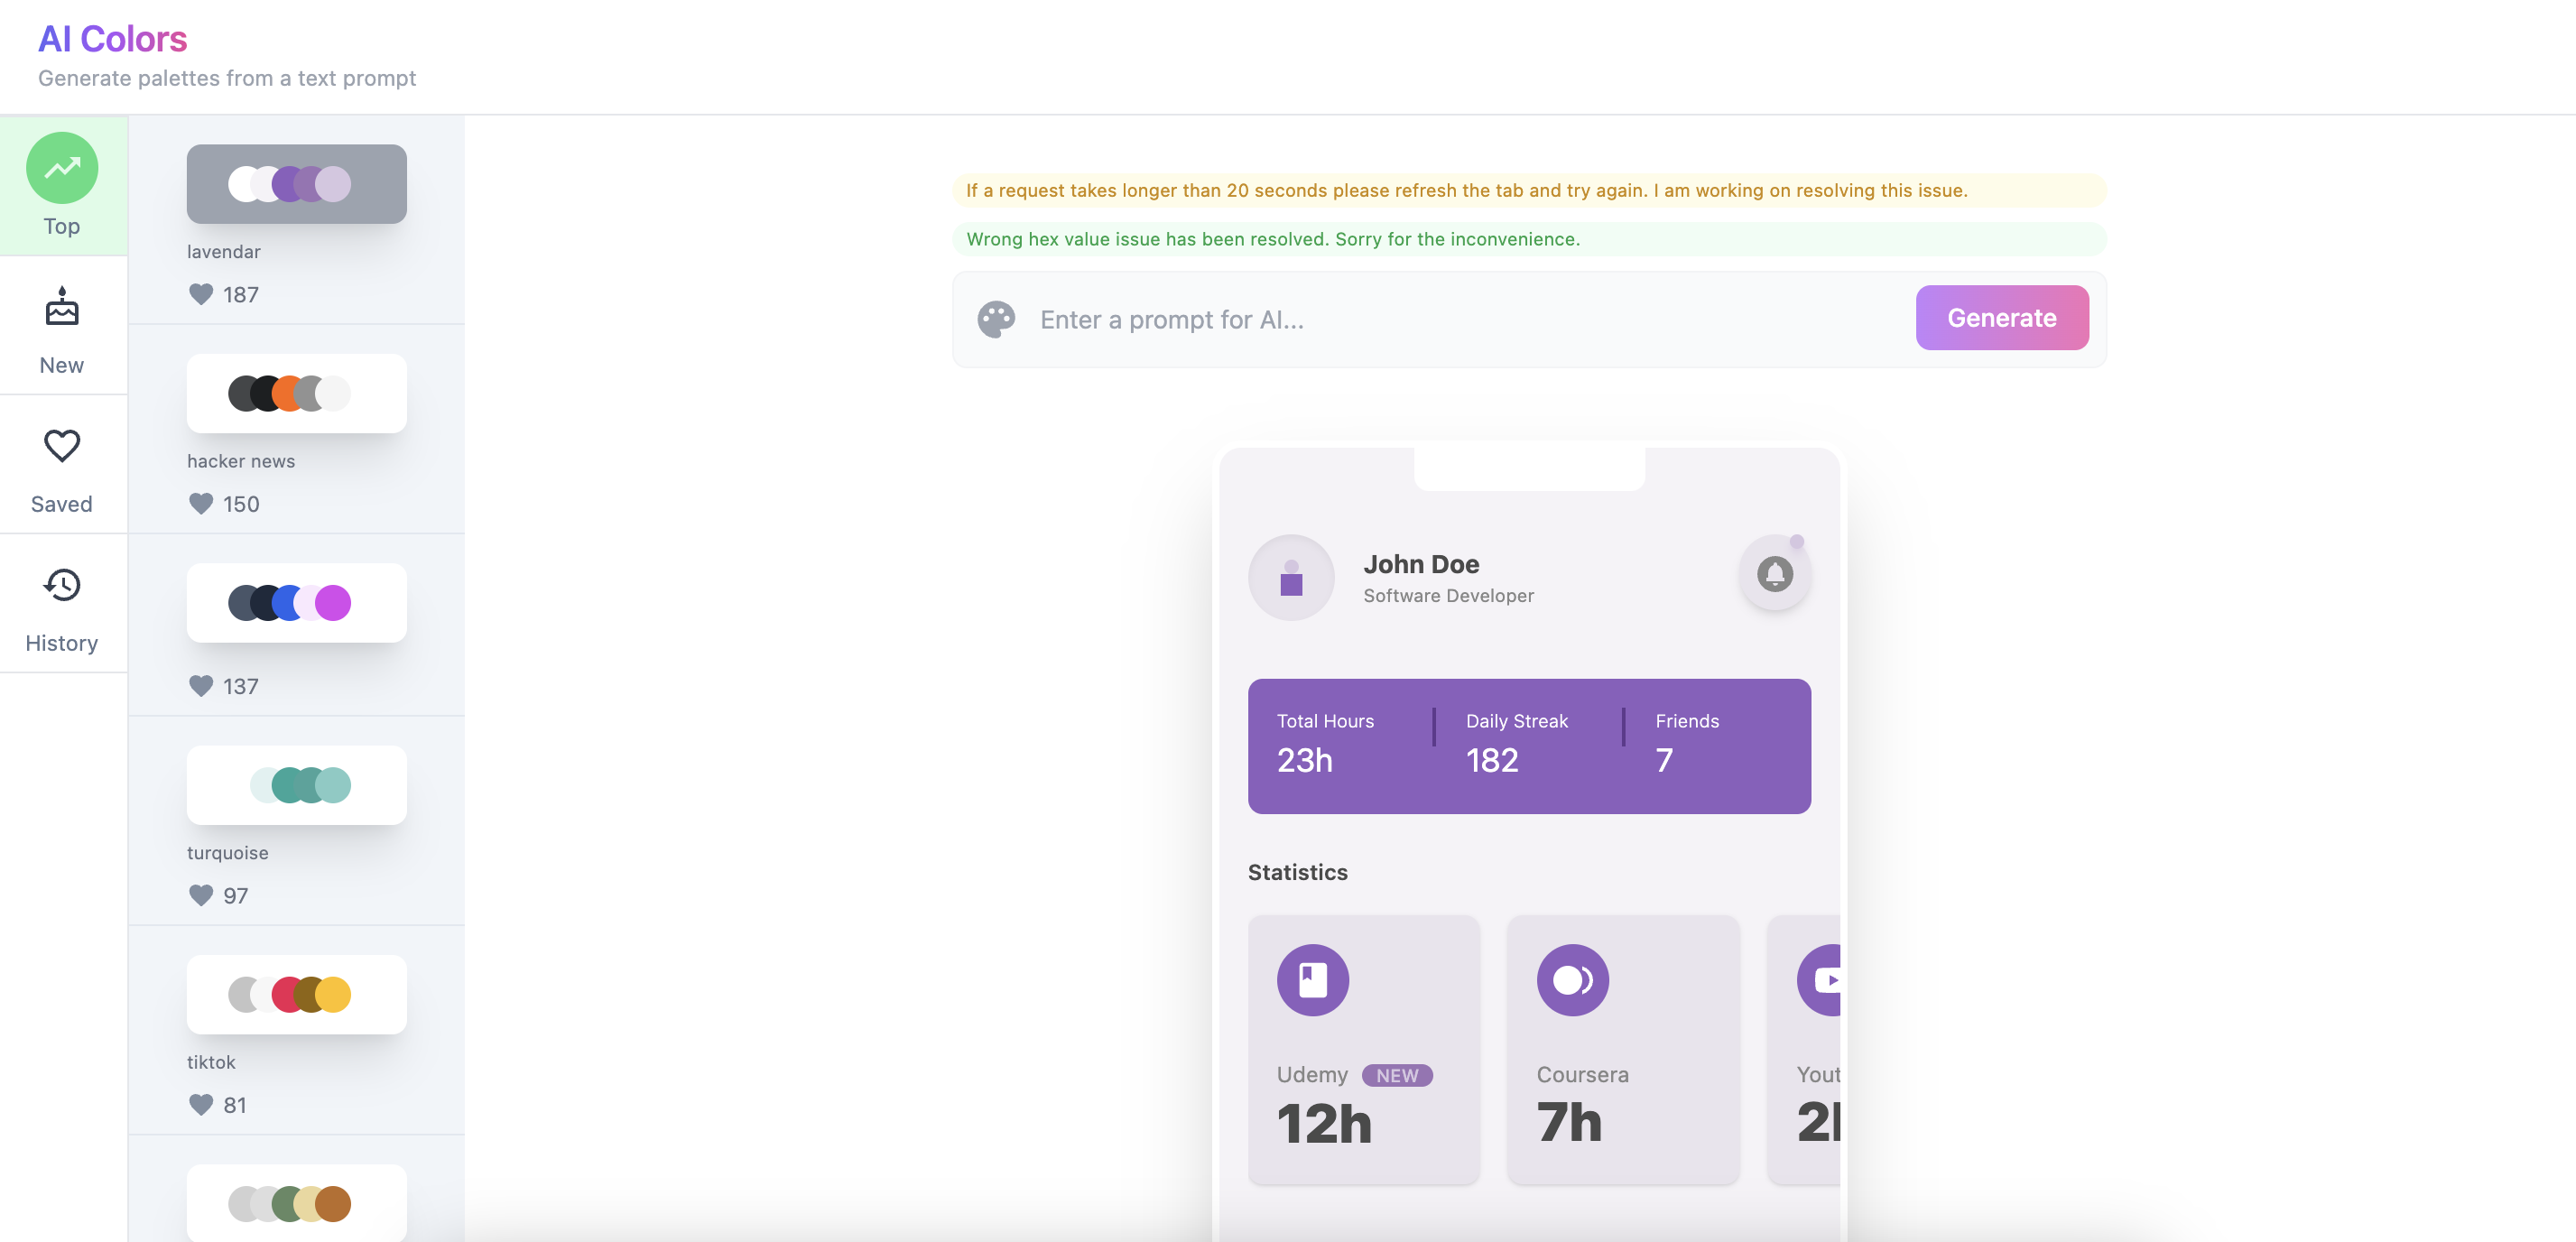 AI Colors
Generate palettes from a text prompt
Top
New
Saved
History
lavendar
187
hacker news
150
137
turquoise
97
tiktok
81
If a request takes longer than 20 seconds please refresh the tab and try again. I am working on resolving this issue.
Wrong hex value issue has been resolved. Sorry for the inconvenience.
Enter a prompt for AI...
Generate
John Doe
Software Developer
Total Hours
23h
Daily Streak
182
Friends
7
Statistics
Udemy NEW
12h
Coursera
7h
Yout
2